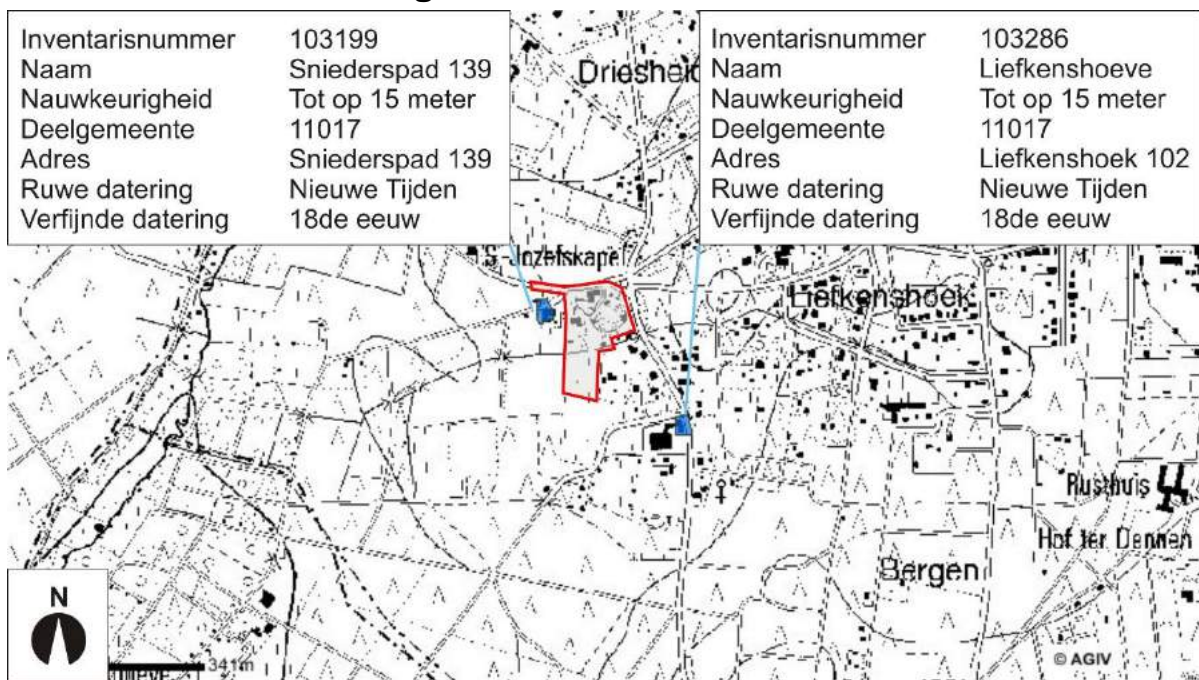 Inventarisnummer 103199
Naam Sniederspad 139
Nauwkeurigheid Tot op 15 meter
Deelgemeente 11017
Adres Sniederspad 139
Ruwe datering Nieuwe Tijden
Verfijnde datering 18de eeuw
Inventarisnummer 103286
Naam Liefkenshoeve
Nauwkeurigheid Tot op 15 meter
Deelgemeente 11017
Adres Liefkenshoek 102
Ruwe datering Nieuwe Tijden
Verfijnde datering 18de eeuw
Driesheid
S-Jozefskapel
Liefkenshoek
Rusthuis
Hof ter Dennen
Bergen
N
341m
© AGIV